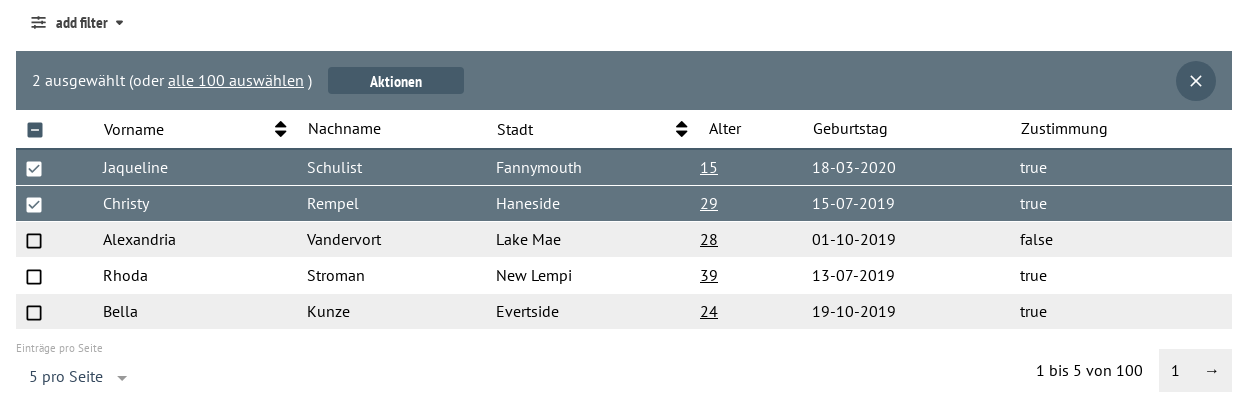 add filter
2 ausgewählt (oder alle 100 auswählen ) Aktionen
Vorname Nachname Stadt Alter Geburtstag Zustimmung
Jaqueline Schulist Fannymouth 15 18-03-2020 true
Christy Rempel Haneside 29 15-07-2019 true
Alexandria Vandervort Lake Mae 28 01-10-2019 false
Rhoda Stroman New Lempi 39 13-07-2019 true
Bella Kunze Evertside 24 19-10-2019 true
Einträge pro Seite
5 pro Seite
1 bis 5 von 100 1 →